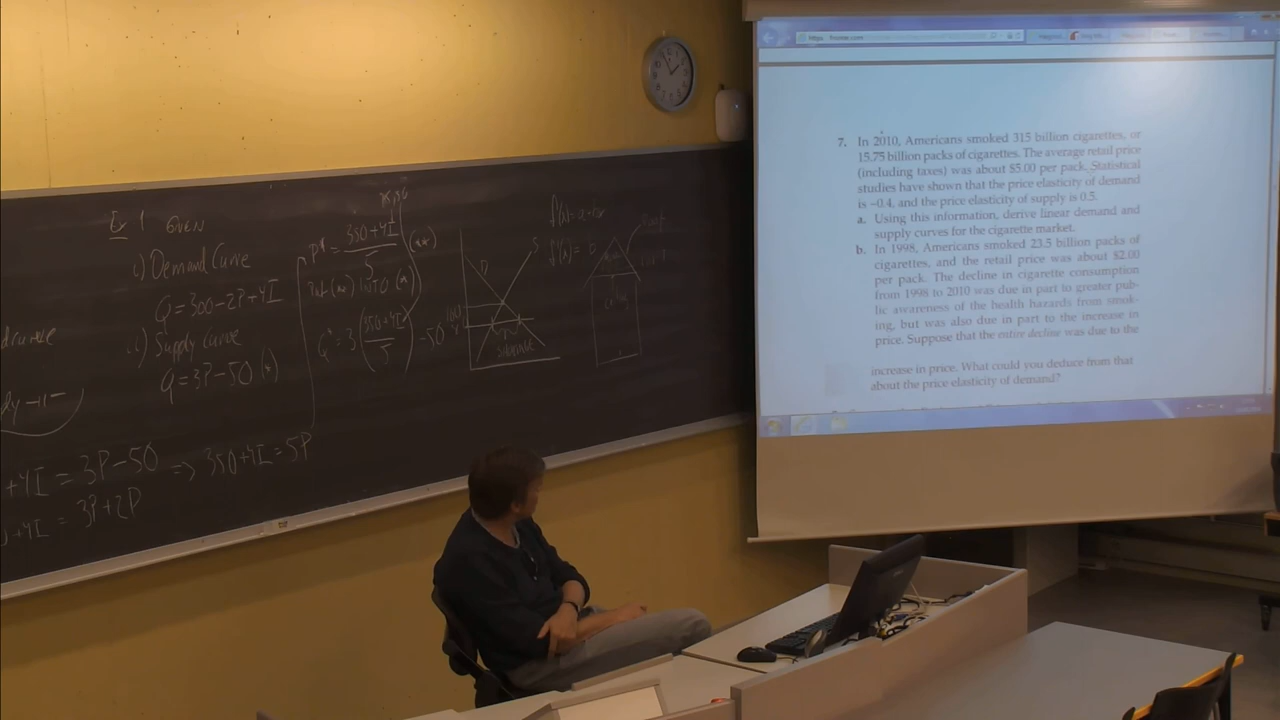 Ex 1 GIVEN
i) Demand Curve
Q = 300 - 2P + 4I
ii) Supply Curve
Q = 3P - 50 (*)
+ 4I = 3P - 50 => 350 + 4I = 5P
+ 4I = 3P + 2P
P* = (350 + 4I) / 5 (**)
Put (**) into (*)
Q* = 3 ((350 + 4I) / 5) - 50
D
S
f(x) = a + bx
f'(x) =
7. In 2010, Americans smoked 315 billion cigarettes, or
15.75 billion packs of cigarettes. The average retail price
(including taxes) was about $5.00 per pack. Statistical
studies have shown that the price elasticity of demand
is −0.4, and the price elasticity of supply is 0.5.
a. Using this information, derive linear demand and
supply curves for the cigarette market.
b. In 1998, Americans smoked 23.5 billion packs of
cigarettes, and the retail price was about $2.00
per pack. The decline in cigarette consumption
from 1998 to 2010 was due in part to greater pub-
lic awareness of the health hazards from smok-
ing, but was also due in part to the increase in
price. Suppose that the entire decline was due to the
increase in price. What could you deduce from that
about the price elasticity of demand?